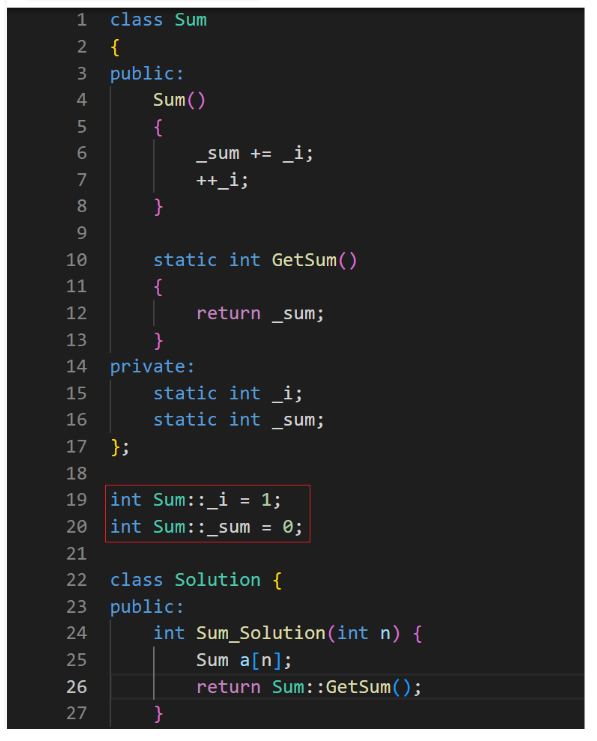 1 class Sum
2 {
3 public:
4     Sum()
5     {
6         _sum += _i;
7         ++_i;
8     }
9
10     static int GetSum()
11     {
12         return _sum;
13     }
14 private:
15     static int _i;
16     static int _sum;
17 };
18
19 int Sum::_i = 1;
20 int Sum::_sum = 0;
21
22 class Solution {
23 public:
24     int Sum_Solution(int n) {
25         Sum a[n];
26         return Sum::GetSum();
27     }